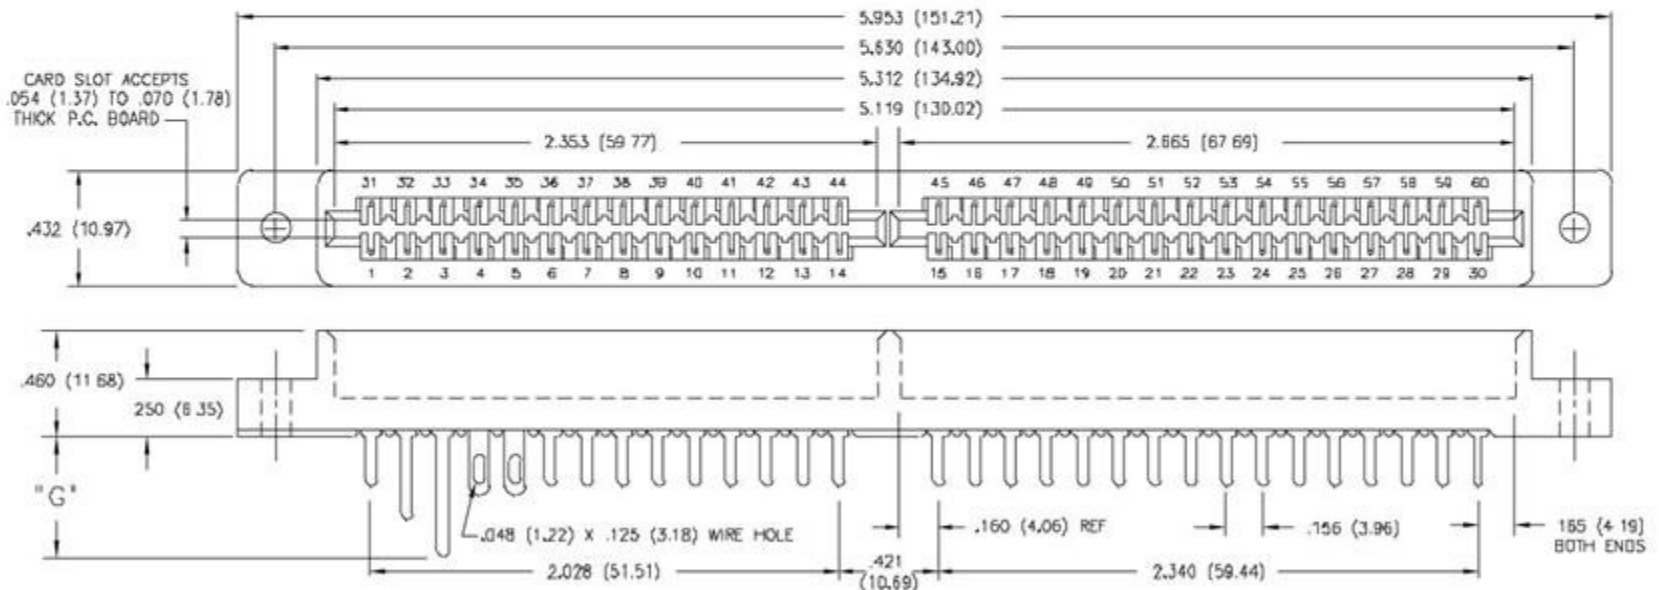 5.953 (151.21)
5.630 (143.00)
CARD SLOT ACCEPTS
.054 (1.37) TO .070 (1.78)
THICK P.C. BOARD
5.312 (134.92)
5.119 (130.02)
2.353 (59.77)
2.665 (67.69)
31 32 33 34 35 36 37 38 39 40 41 42 43 44
45 46 47 48 49 50 51 52 53 54 55 56 57 58 59 60
.432 (10.97)
1 2 3 4 5 6 7 8 9 10 11 12 13 14
15 16 17 18 19 20 21 22 23 24 25 26 27 28 29 30
.460 (11.68)
.250 (6.35)
"G"
.048 (1.22) X .125 (3.18) WIRE HOLE
.160 (4.06) REF
.156 (3.96)
.165 (4.19)
BOTH ENDS
2.028 (51.51)
.421
(10.69)
2.340 (59.44)